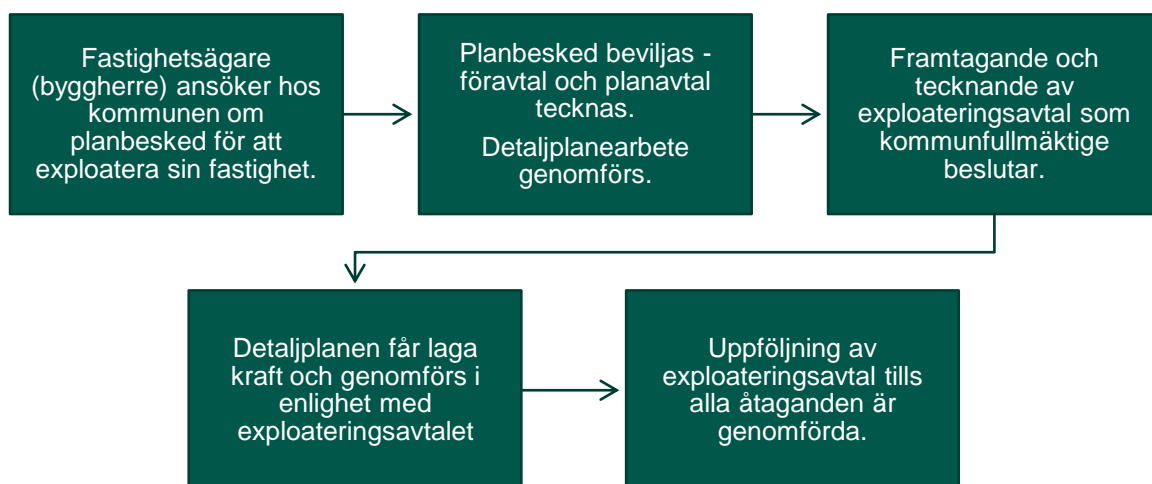 Fastighetsägare
(byggherre) ansöker hos
kommunen om
planbesked för att
exploatera sin fastighet.
Planbesked beviljas -
föravtal och planavtal
tecknas.
Detaljplanearbete
genomförs.
Framtagande och
tecknande av
exploateringsavtal som
kommunfullmäktige
beslutar.
Detaljplanen får laga
kraft och genomförs i
enlighet med
exploateringsavtalet
Uppföljning av
exploateringsavtal tills
alla åtaganden är
genomförda.